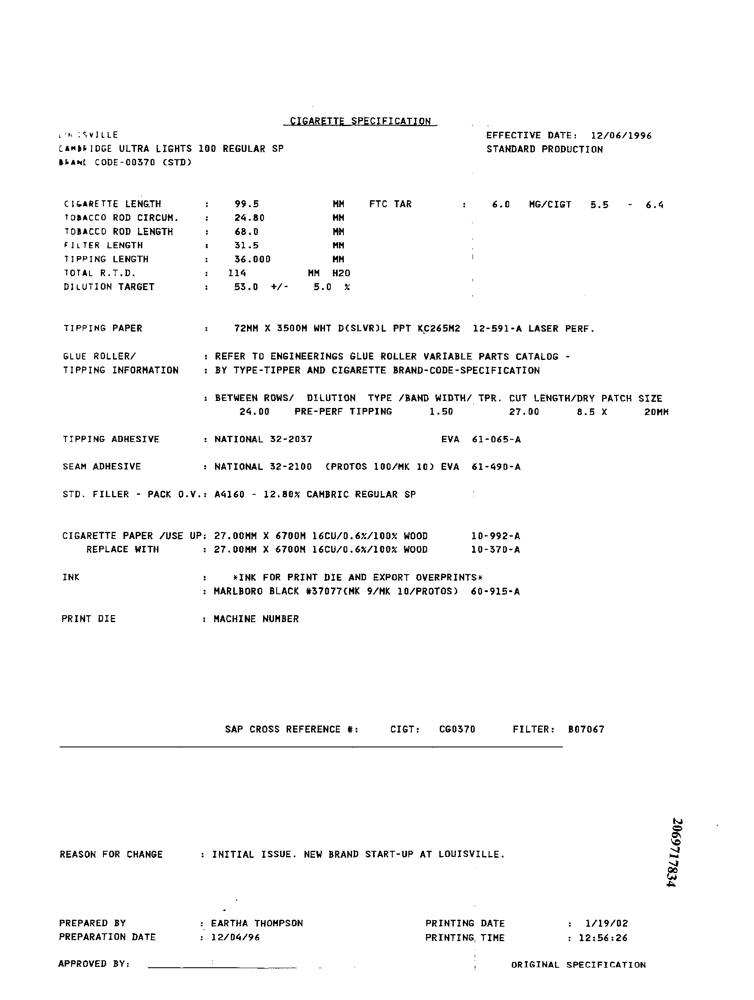 CIGARETTE SPECIFICATION
EFFECTIVE DATE: 12/06/1996
CAMBRIDGE ULTRA LIGHTS 100 REGULAR SP STANDARD PRODUCTION
BRAND CODE-00370 (STD)
CIGARETTE LENGTH : 99.5 MM FTC TAR : 6.0 MG/CIGT 5.5 - 6.4
TOBACCO ROD CIRCUM. : 24.80 MM
TOBACCO ROD LENGTH : 68.0 MM
FILTER LENGTH : 31.5 MM
TIPPING LENGTH : 36.000 MM
TOTAL R.T.D. : 114 MM H2O
DILUTION TARGET : 53.0 +/- 5.0 %
TIPPING PAPER : 72MM X 3500M WHT D(SLVR)L PPT KC265M2 12-591-A LASER PERF.
GLUE ROLLER/ : REFER TO ENGINEERINGS GLUE ROLLER VARIABLE PARTS CATALOG -
TIPPING INFORMATION : BY TYPE-TIPPER AND CIGARETTE BRAND-CODE-SPECIFICATION
: BETWEEN ROWS/ DILUTION TYPE /BAND WIDTH/ TPR. CUT LENGTH/DRY PATCH SIZE
24.00 PRE-PERF TIPPING 1.50 27.00 8.5 X 20MM
TIPPING ADHESIVE : NATIONAL 32-2037 EVA 61-065-A
SEAM ADHESIVE : NATIONAL 32-2100 (PROTOS 100/MK 10) EVA 61-490-A
STD. FILLER - PACK O.V.: A4160 - 12.80% CAMBRIC REGULAR SP
CIGARETTE PAPER /USE UP: 27.00MM X 6700M 16CU/0.6%/100% WOOD 10-992-A
REPLACE WITH : 27.00MM X 6700M 16CU/0.6%/100% WOOD 10-370-A
INK : *INK FOR PRINT DIE AND EXPORT OVERPRINTS*
: MARLBORO BLACK #37077(MK 9/MK 10/PROTOS) 60-915-A
PRINT DIE : MACHINE NUMBER
SAP CROSS REFERENCE #: CIGT: CG0370 FILTER: B07067
2069717834
REASON FOR CHANGE : INITIAL ISSUE. NEW BRAND START-UP AT LOUISVILLE.
PREPARED BY : EARTHA THOMPSON PRINTING DATE : 1/19/02
PREPARATION DATE : 12/04/96 PRINTING TIME : 12:56:26
APPROVED BY: ORIGINAL SPECIFICATION